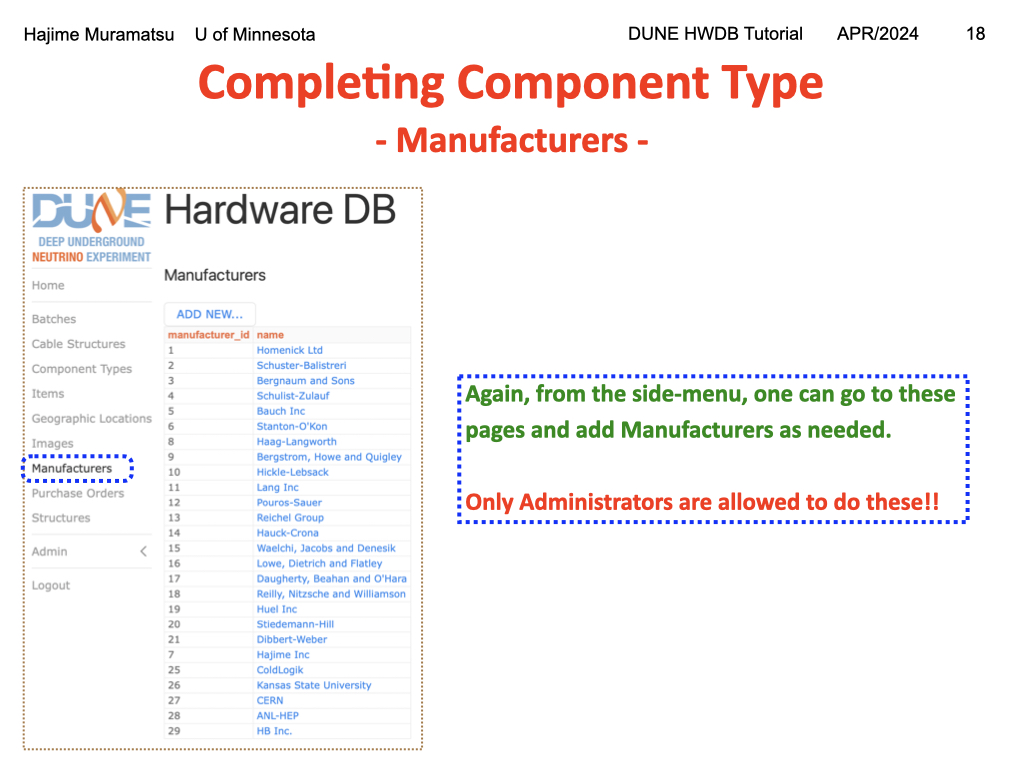 Hajime Muramatsu U of Minnesota DUNE HWDB Tutorial APR/2024 18
Completing Component Type
- Manufacturers -
DUNE
DEEP UNDERGROUND
NEUTRINO EXPERIMENT
Hardware DB
Home
Batches
Cable Structures
Component Types
Items
Geographic Locations
Images
Manufacturers
Purchase Orders
Structures
Admin
Logout
Manufacturers
ADD NEW...
manufacturer_id name
1 Homenick Ltd
2 Schuster-Balistreri
3 Bergnaum and Sons
4 Schulist-Zulauf
5 Bauch Inc
6 Stanton-O'Kon
8 Haag-Langworth
9 Bergstrom, Howe and Quigley
10 Hickle-Lebsack
11 Lang Inc
12 Pouros-Sauer
13 Reichel Group
14 Hauck-Crona
15 Waelchi, Jacobs and Denesik
16 Lowe, Dietrich and Flatley
17 Daugherty, Beahan and O'Hara
18 Reilly, Nitzsche and Williamson
19 Huel Inc
20 Stiedemann-Hill
21 Dibbert-Weber
7 Hajime Inc
25 ColdLogik
26 Kansas State University
27 CERN
28 ANL-HEP
29 HB Inc.
Again, from the side-menu, one can go to these
pages and add Manufacturers as needed.
Only Administrators are allowed to do these!!